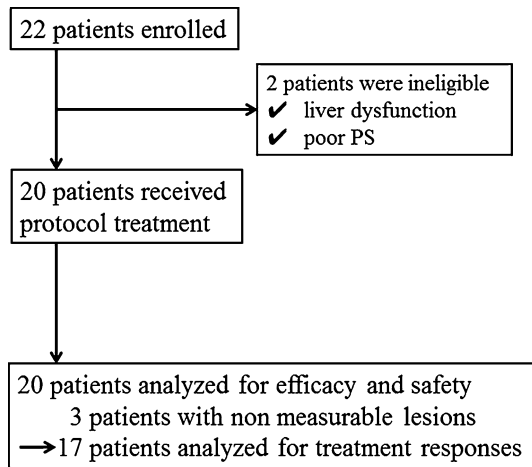 22 patients enrolled
2 patients were ineligible
✔ liver dysfunction
✔ poor PS
20 patients received
protocol treatment
20 patients analyzed for efficacy and safety
3 patients with non measurable lesions
→17 patients analyzed for treatment responses